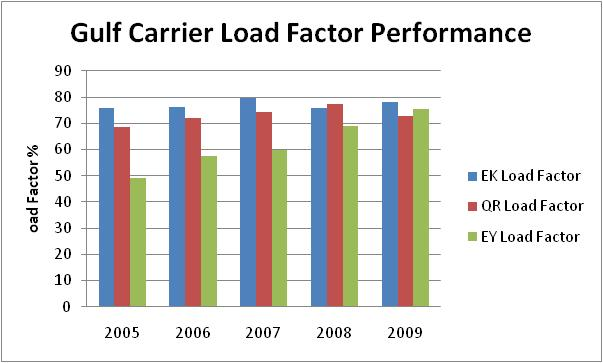 Gulf Carrier Load Factor Performance
90
80
70
60
50
40
30
20
10
0
oad Factor %
2005 2006 2007 2008 2009
EK Load Factor
QR Load Factor
EY Load Factor